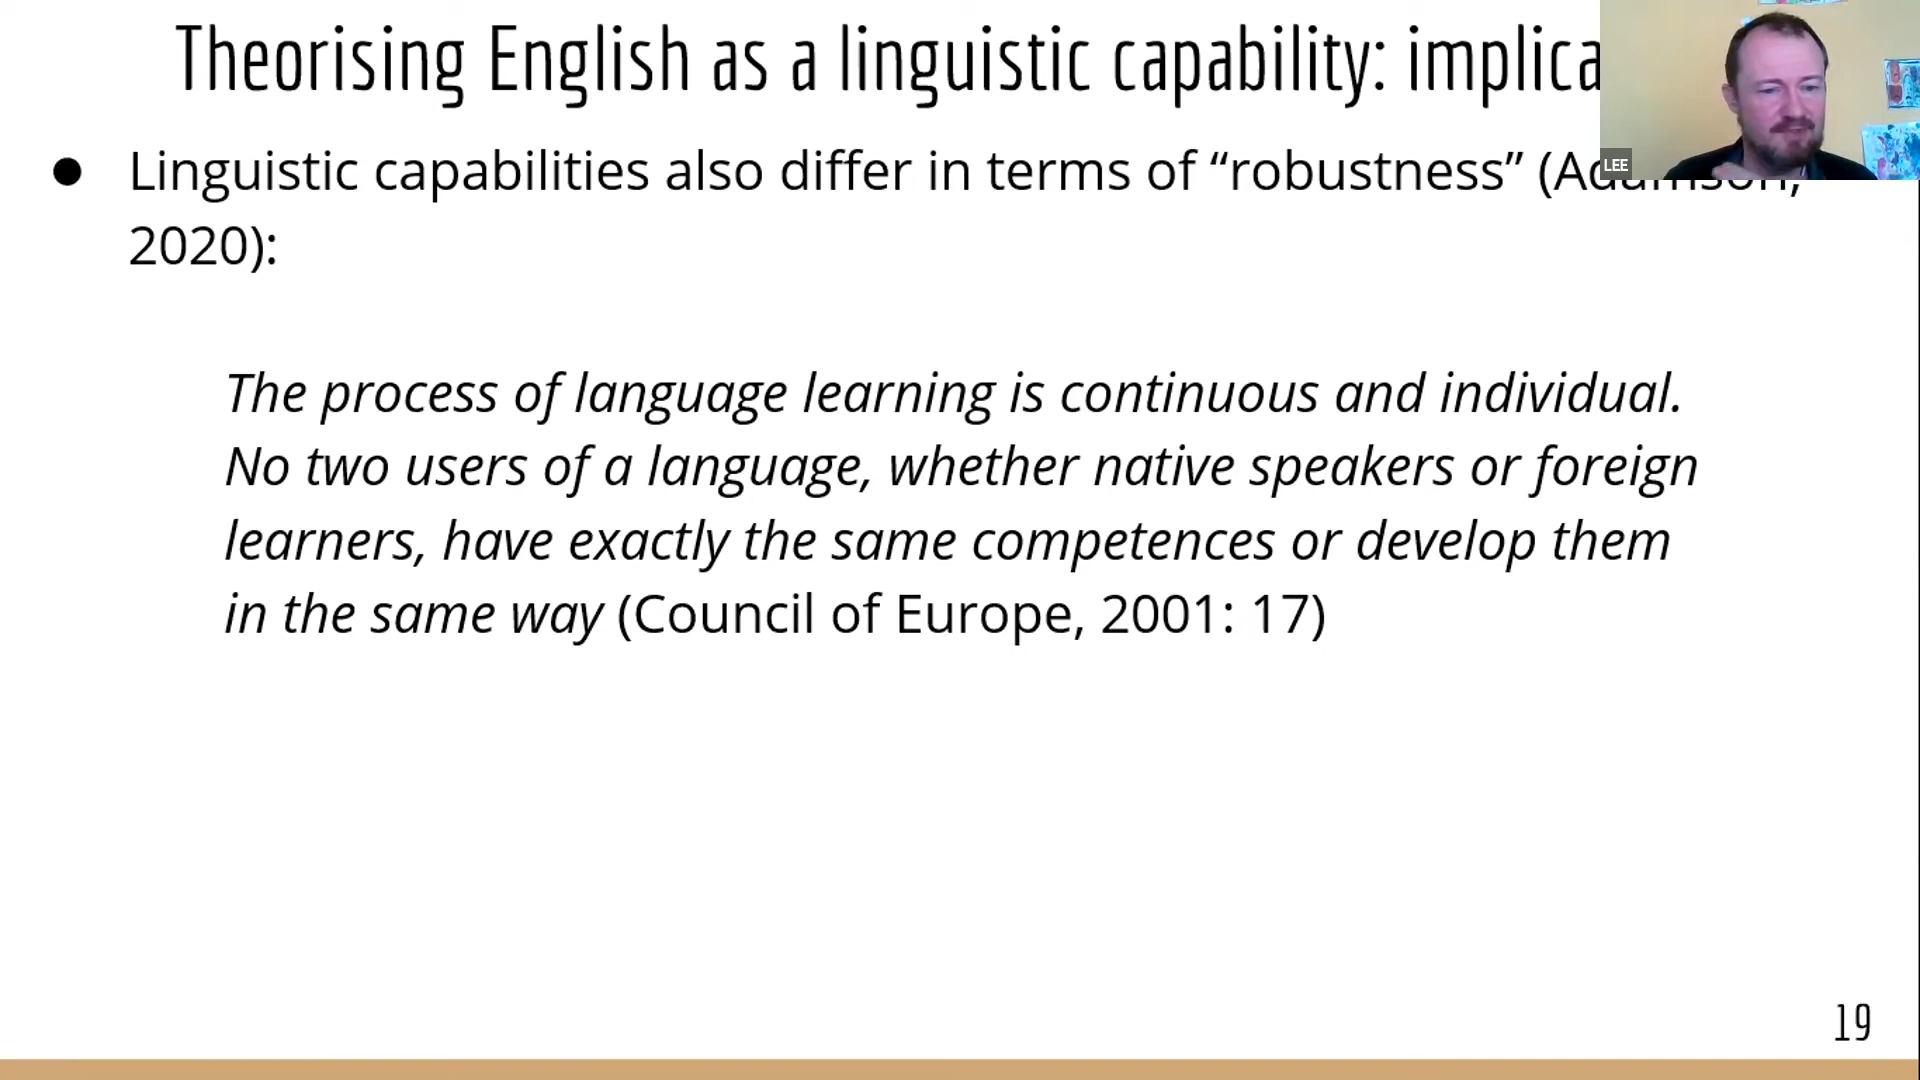 Theorising English as a linguistic capability: implica
LEE
● Linguistic capabilities also differ in terms of “robustness” (Adamson,
2020):
The process of language learning is continuous and individual.
No two users of a language, whether native speakers or foreign
learners, have exactly the same competences or develop them
in the same way (Council of Europe, 2001: 17)
19